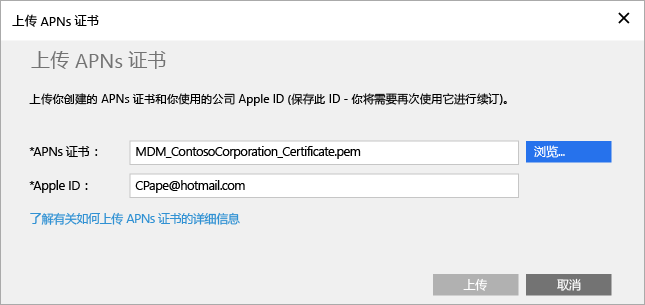 上传 APNs 证书
上传 APNs 证书
上传你创建的 APNs 证书和你使用的公司 Apple ID (保存此 ID - 你将需要再次使用它进行续订)。
*APNs 证书： MDM_ContosoCorporation_Certificate.pem 浏览...
*Apple ID： CPape@hotmail.com
了解有关如何上传 APNs 证书的详细信息
上传 取消